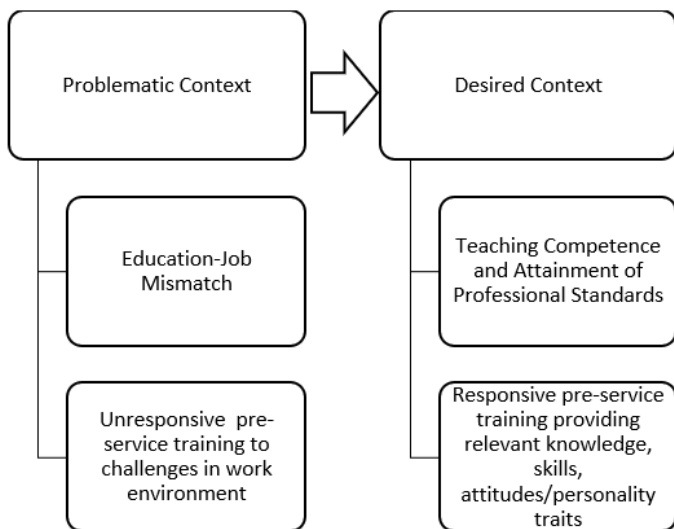 Problematic Context
Desired Context
Education-Job
Mismatch
Teaching Competence
and Attainment of
Professional Standards
Unresponsive pre-
service training to
challenges in work
environment
Responsive pre-service
training providing
relevant knowledge,
skills,
attitudes/personality
traits